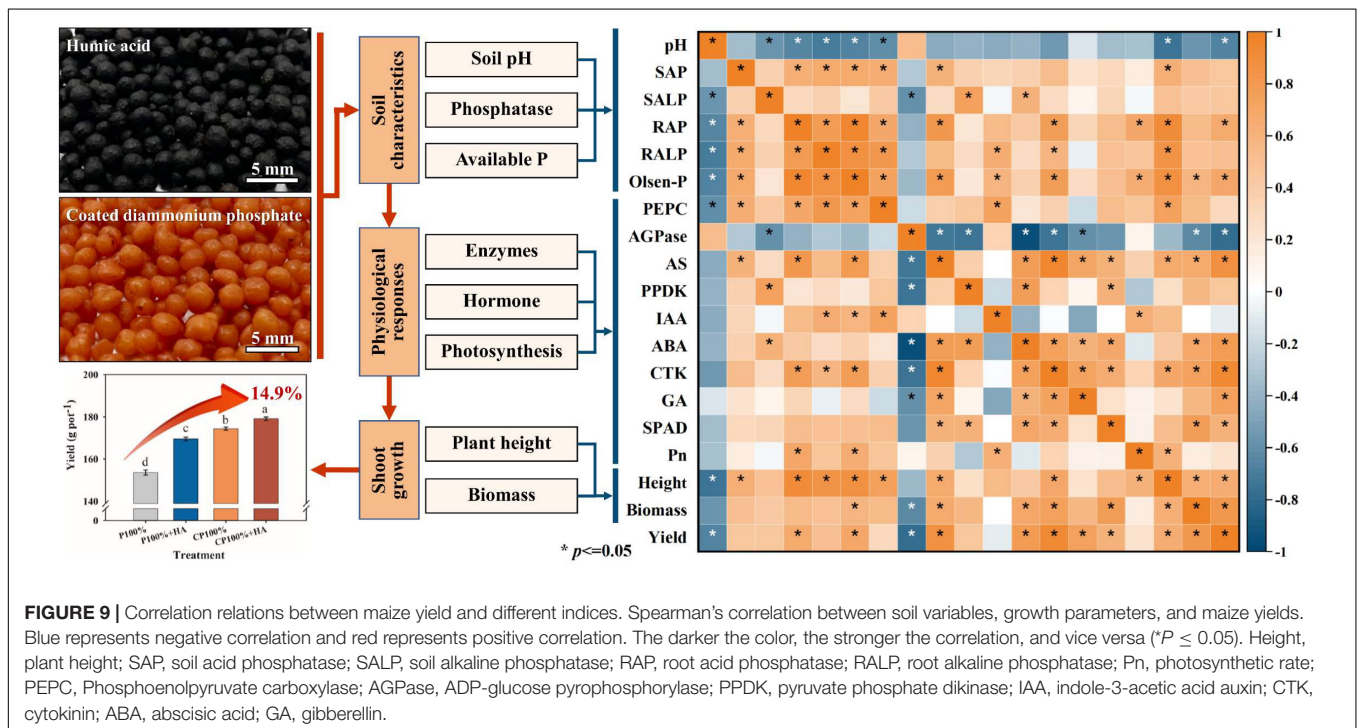 Humic acid
5 mm
Coated diammonium phosphate
5 mm
Soil
characteristics
Soil pH
Phosphatase
Available P
Physiological
responses
Enzymes
Hormone
Photosynthesis
Shoot
growth
Plant height
Biomass
* p<=0.05
14.9%
Yield (g pot-1)
200
180
160
140
0
d
c
b
a
P100%
P100%+HA
CP100%
CP100%+HA
Treatment
pH
SAP
SALP
RAP
RALP
Olsen-P
PEPC
AGPase
AS
PPDK
IAA
ABA
CTK
GA
SPAD
Pn
Height
Biomass
Yield
1
0.8
0.6
0.4
0.2
0
-0.2
-0.4
-0.6
-0.8
-1
FIGURE 9 | Correlation relations between maize yield and different indices. Spearman's correlation between soil variables, growth parameters, and maize yields.
Blue represents negative correlation and red represents positive correlation. The darker the color, the stronger the correlation, and vice versa (*P ≤ 0.05). Height,
plant height; SAP, soil acid phosphatase; SALP, soil alkaline phosphatase; RAP, root acid phosphatase; RALP, root alkaline phosphatase; Pn, photosynthetic rate;
PEPC, Phosphoenolpyruvate carboxylase; AGPase, ADP-glucose pyrophosphorylase; PPDK, pyruvate phosphate dikinase; IAA, indole-3-acetic acid auxin; CTK,
cytokinin; ABA, abscisic acid; GA, gibberellin.